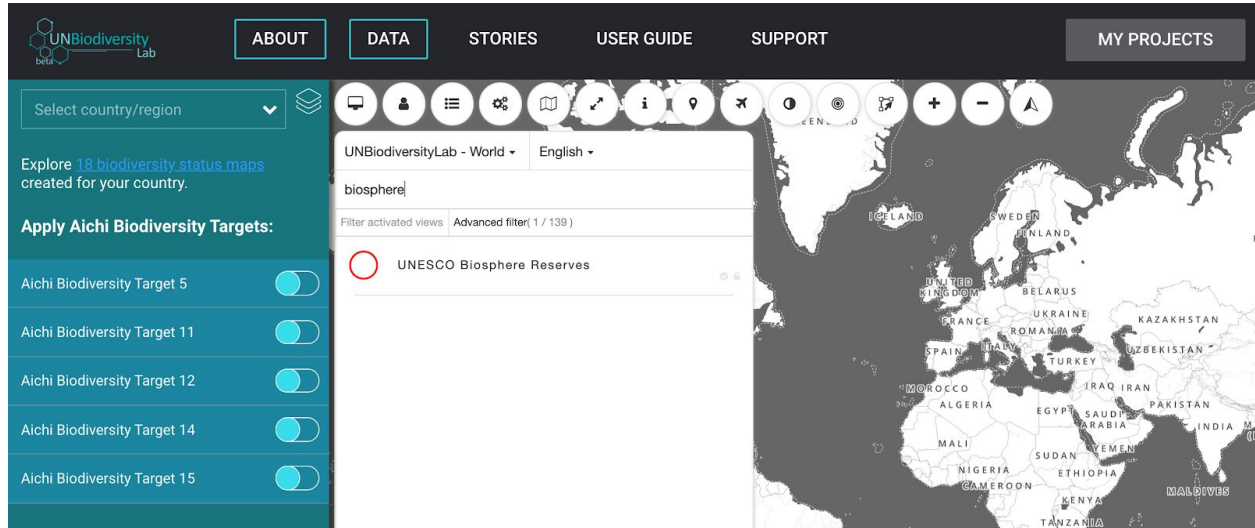 UNBiodiversity
Lab
beta
ABOUT
DATA
STORIES
USER GUIDE
SUPPORT
MY PROJECTS
Select country/region
Explore 18 biodiversity status maps
created for your country.
Apply Aichi Biodiversity Targets:
Aichi Biodiversity Target 5
Aichi Biodiversity Target 11
Aichi Biodiversity Target 12
Aichi Biodiversity Target 14
Aichi Biodiversity Target 15
UNBiodiversityLab - World
English
biosphere
Filter activated views
Advanced filter( 1 / 139 )
UNESCO Biosphere Reserves
ICELAND
SWEDEN
FINLAND
UNITED
KINGDOM
BELARUS
UKRAINE
FRANCE
ROMANIA
KAZAKHSTAN
SPAIN
ITALY
TURKEY
UZBEKISTAN
MOROCCO
IRAQ
IRAN
ALGERIA
EGYPT
SAUDI
ARABIA
PAKISTAN
INDIA
MALI
SUDAN
YEMEN
NIGERIA
ETHIOPIA
CAMEROON
KENYA
MALDIVES
TANZANIA